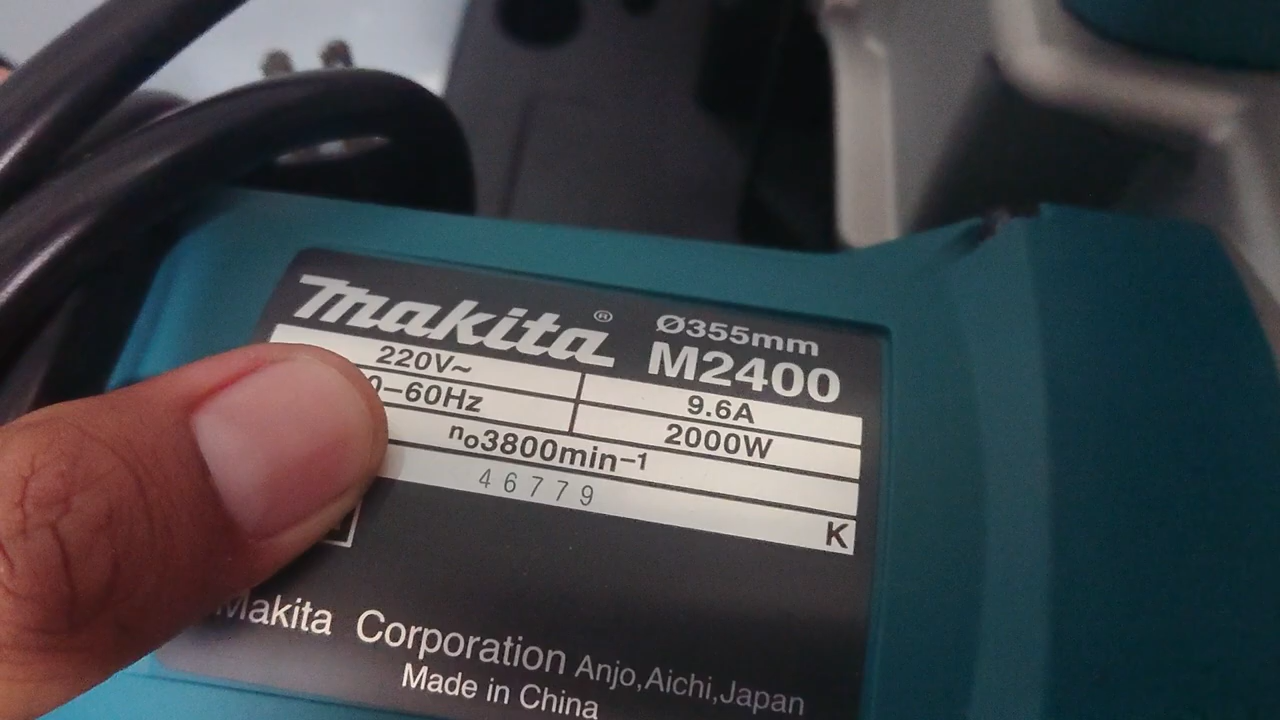 makita® Ø355mm
M2400
220V~ 9.6A
0–60Hz 2000W
no3800min–1
46779
K
Makita Corporation Anjo,Aichi,Japan
Made in China